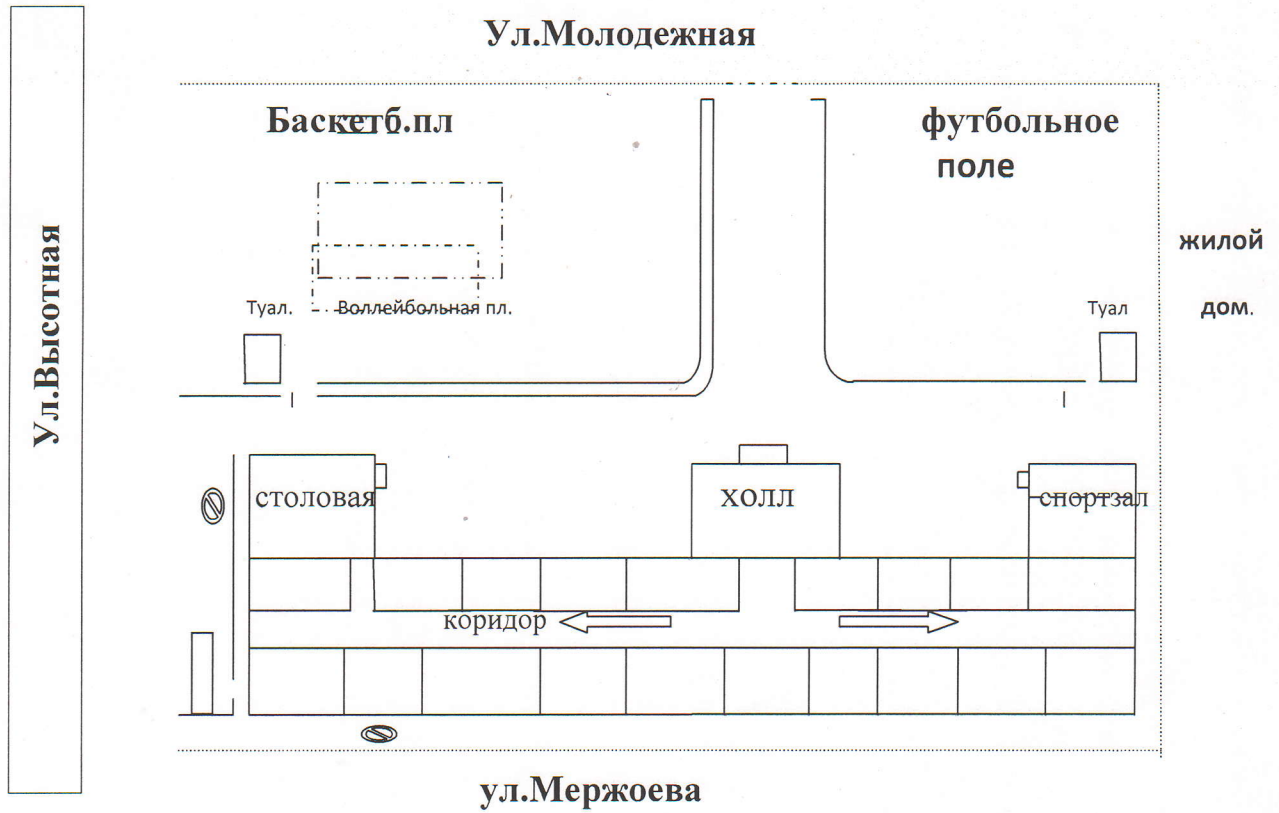 Ул.Молодежная
Баскетб.пл
футбольное
поле
Ул.Высотная
жилой
дом.
Туал.
Воллейбольная пл.
Туал
столовая
холл
спортзал
коридор
ул.Мержоева